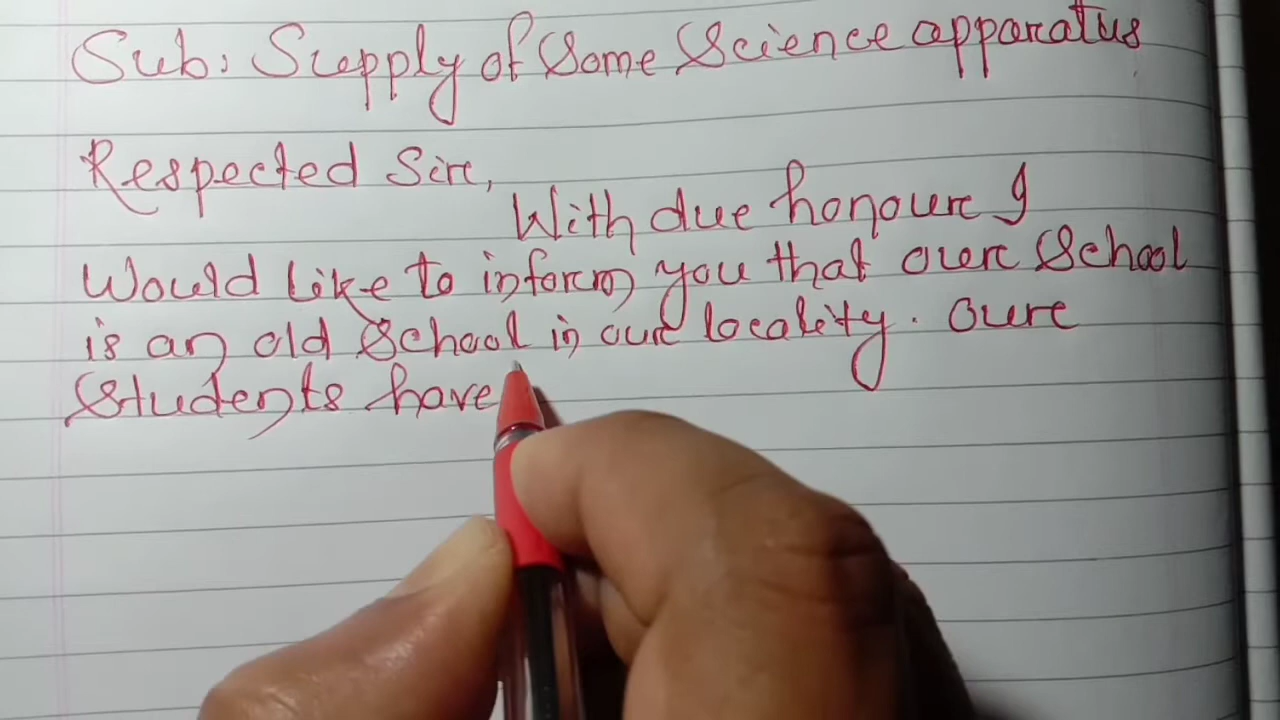 Sub: Supply of Some Science apparatus
Respected Sir,
With due honour I
Would like to inform you that our School
is an old School in our locality. Our
Students have